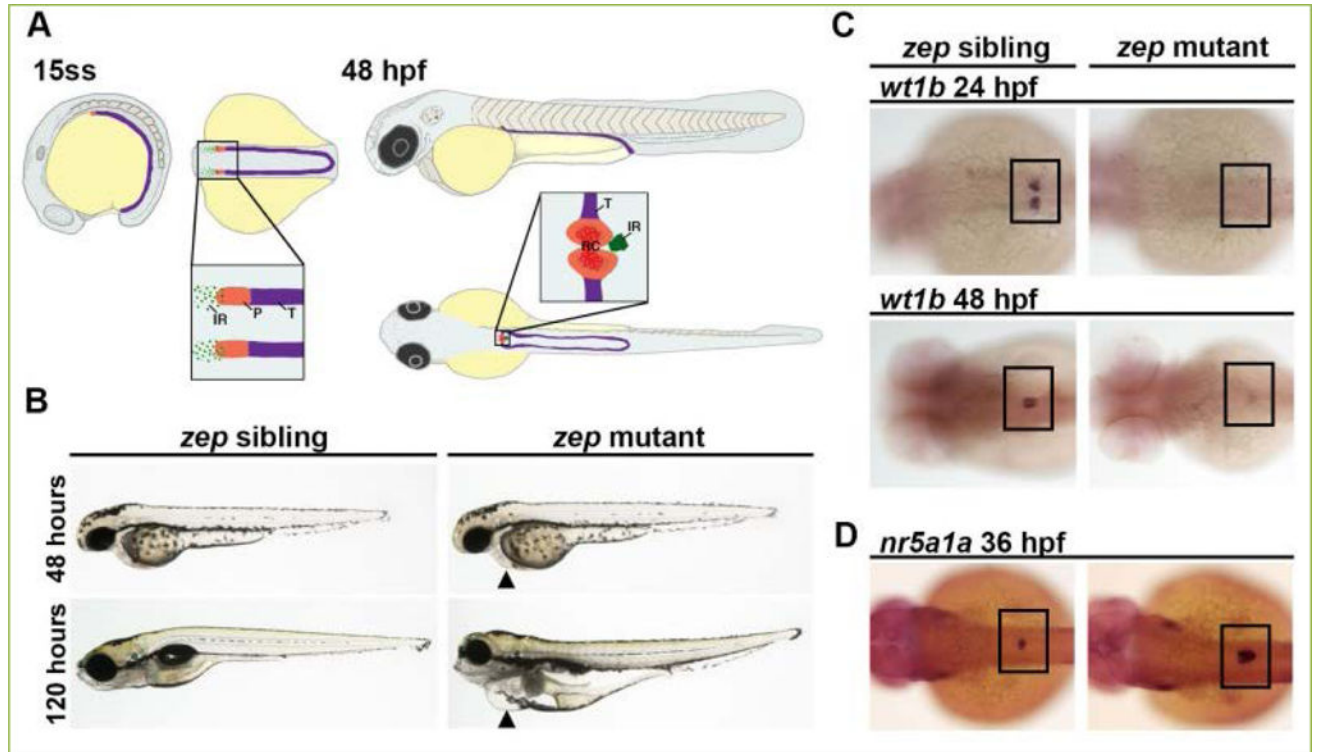 A
15ss
48 hpf
T
IR
RC
IR
P
T
B
zep sibling
zep mutant
48 hours
120 hours
C
zep sibling
zep mutant
wt1b 24 hpf
wt1b 48 hpf
D
nr5a1a 36 hpf